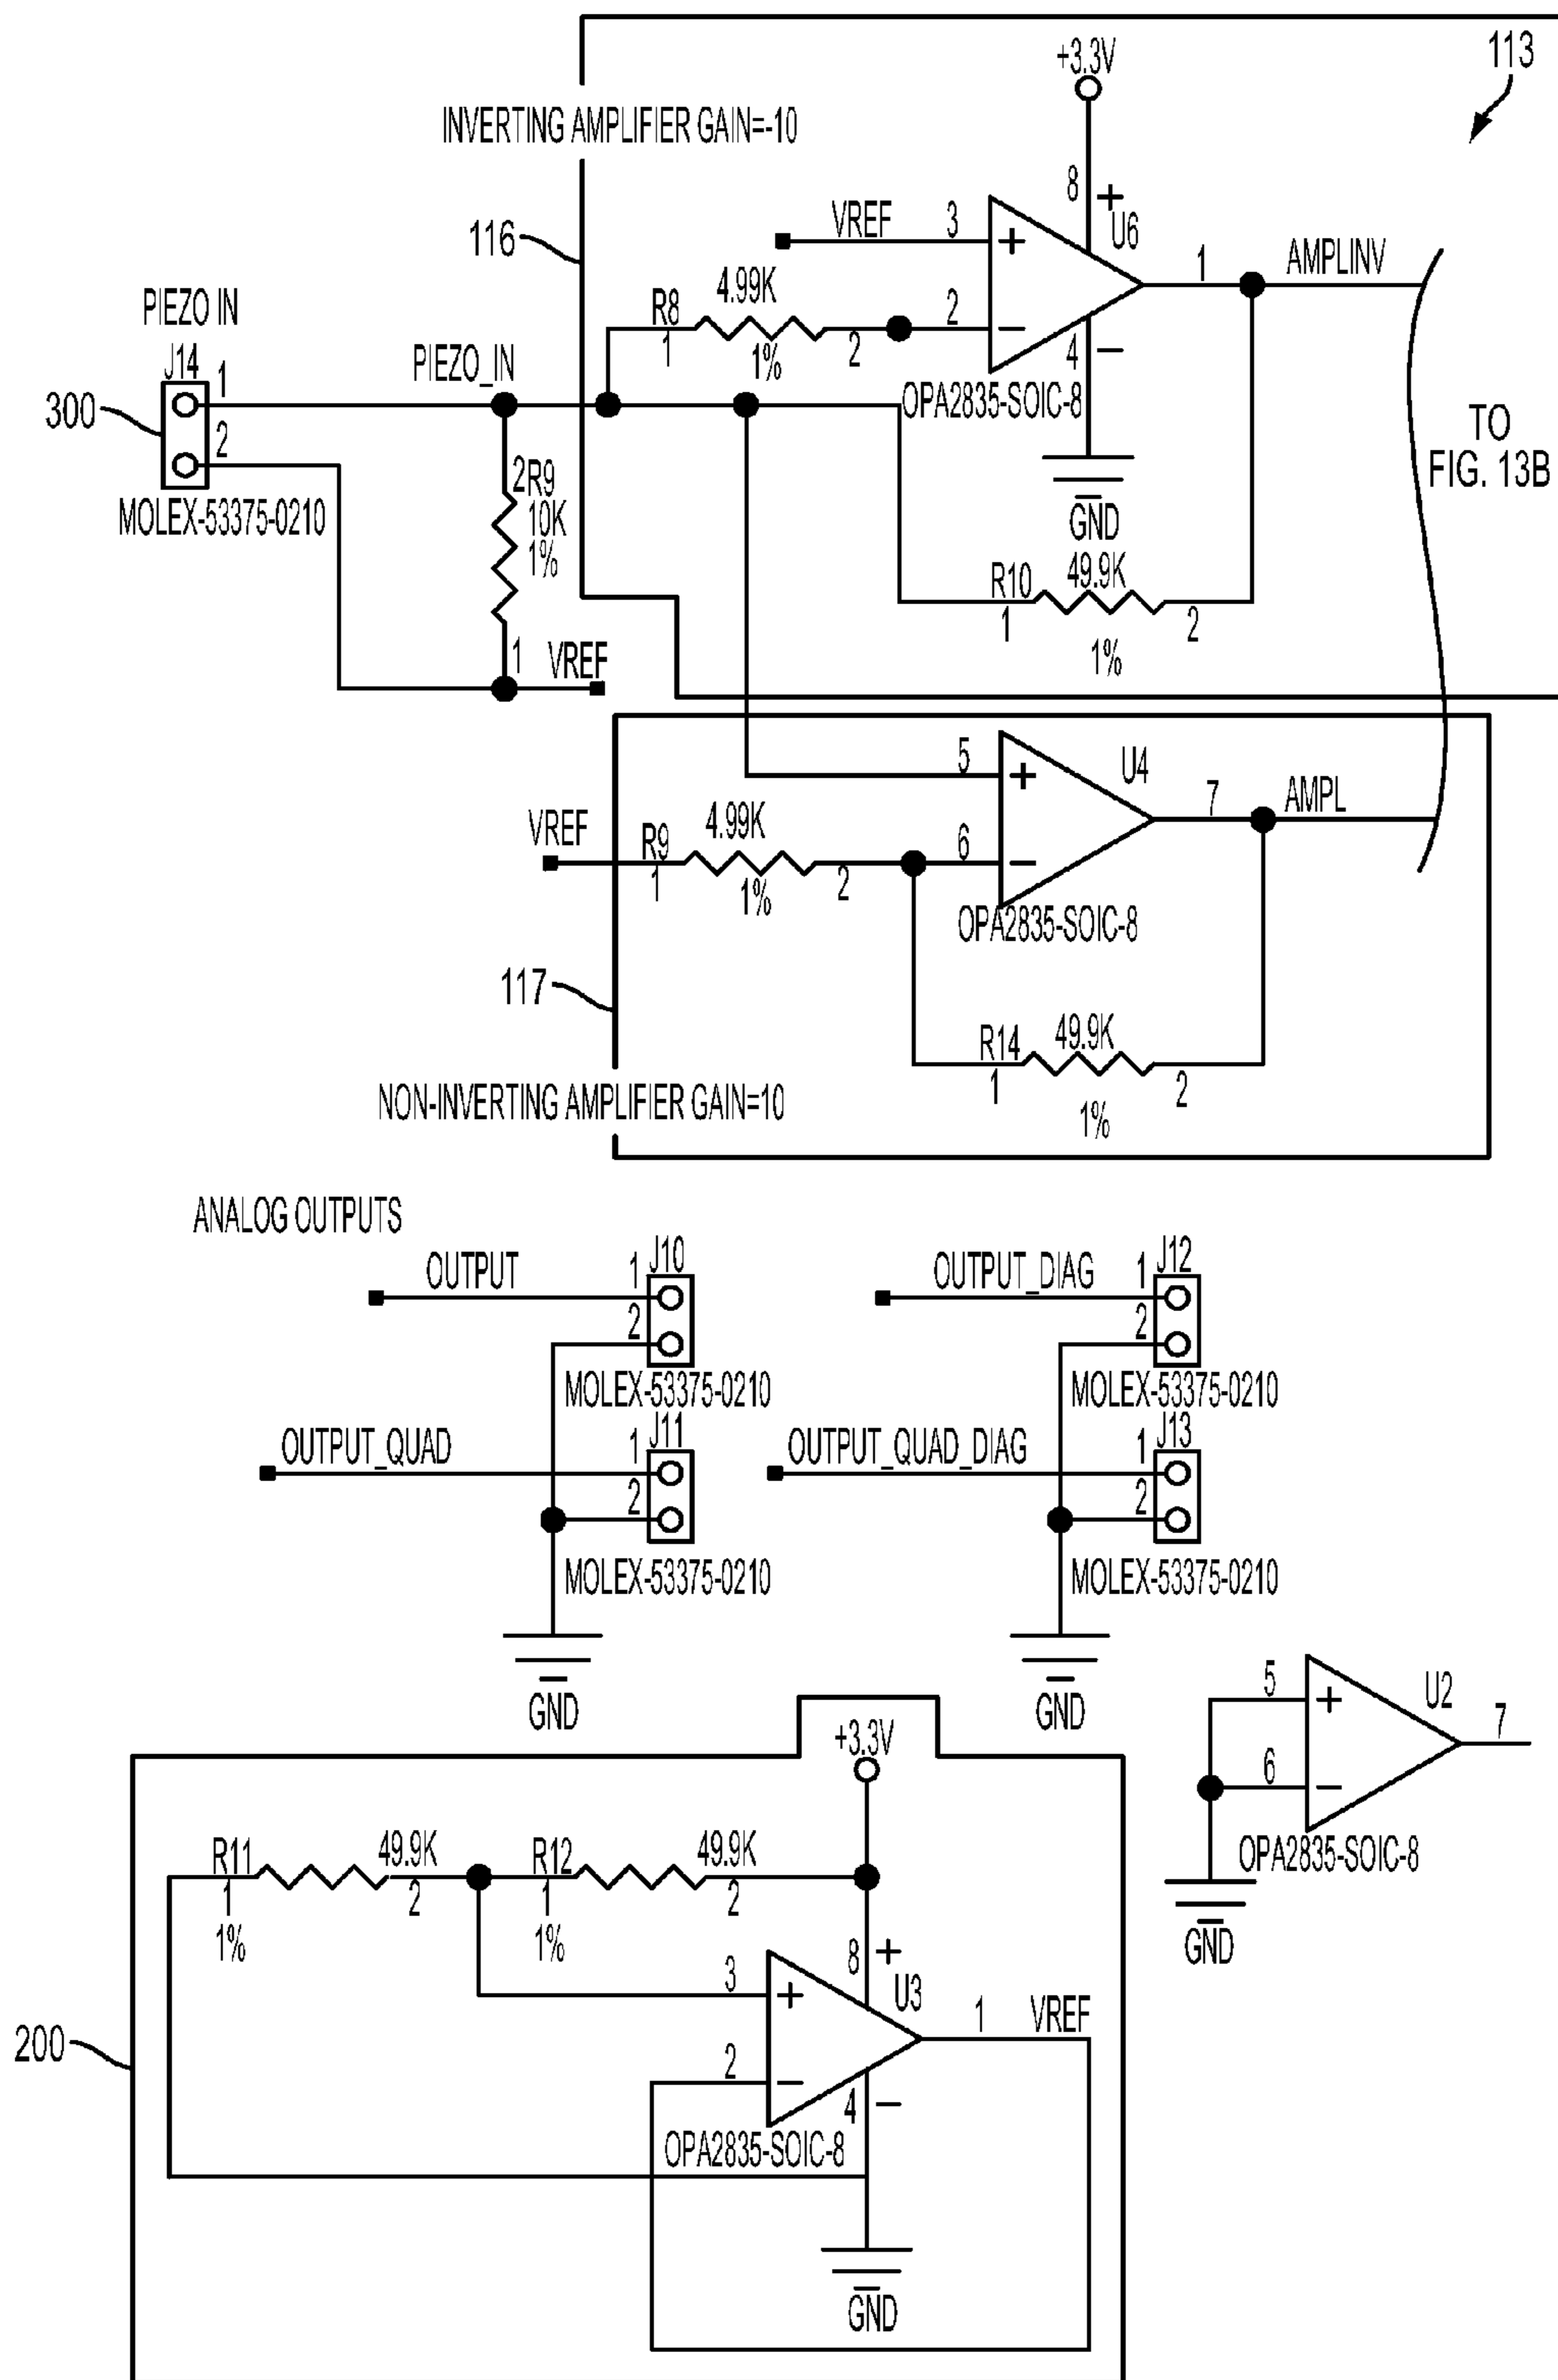 113
+3.3V
INVERTING AMPLIFIER GAIN=-10
8
+
U6
116
VREF
3
+
1
AMPLINV
PIEZO IN
R8
4.99K
2
−
J14
1
PIEZO_IN
1
1%
2
4
−
300
2
OPA2835-SOIC-8
TO
FIG. 13B
MOLEX-53375-0210
2
R9
10K
1%
GND
R10
49.9K
1
2
1%
1
VREF
5
+
U4
VREF
R9
4.99K
7
AMPL
1
1%
2
6
−
OPA2835-SOIC-8
117
R14
49.9K
1
2
NON-INVERTING AMPLIFIER GAIN=10
1%
ANALOG OUTPUTS
OUTPUT
1
J10
OUTPUT_DIAG
1
J12
2
2
MOLEX-53375-0210
MOLEX-53375-0210
OUTPUT_QUAD
1
J11
OUTPUT_QUAD_DIAG
1
J13
2
2
MOLEX-53375-0210
MOLEX-53375-0210
GND
GND
5
+
U2
+3.3V
7
6
−
R11
49.9K
R12
49.9K
OPA2835-SOIC-8
1
2
1
2
1%
1%
GND
3
+
8
+
U3
200
1
VREF
2
−
4
−
OPA2835-SOIC-8
GND